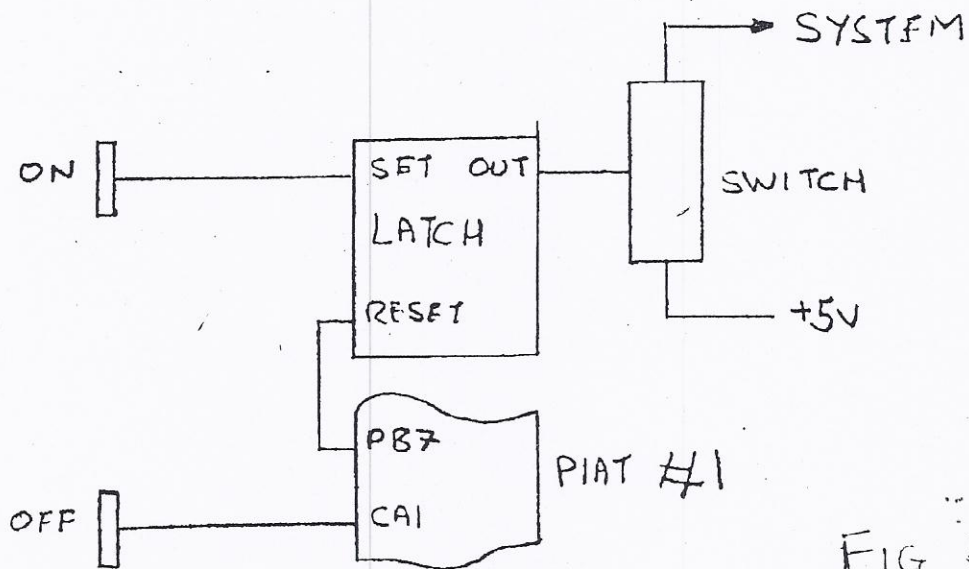 SYSTEM
ON
SET OUT
SWITCH
LATCH
RESET
+5V
PB7
PIAT #1
CA1
OFF
FIG